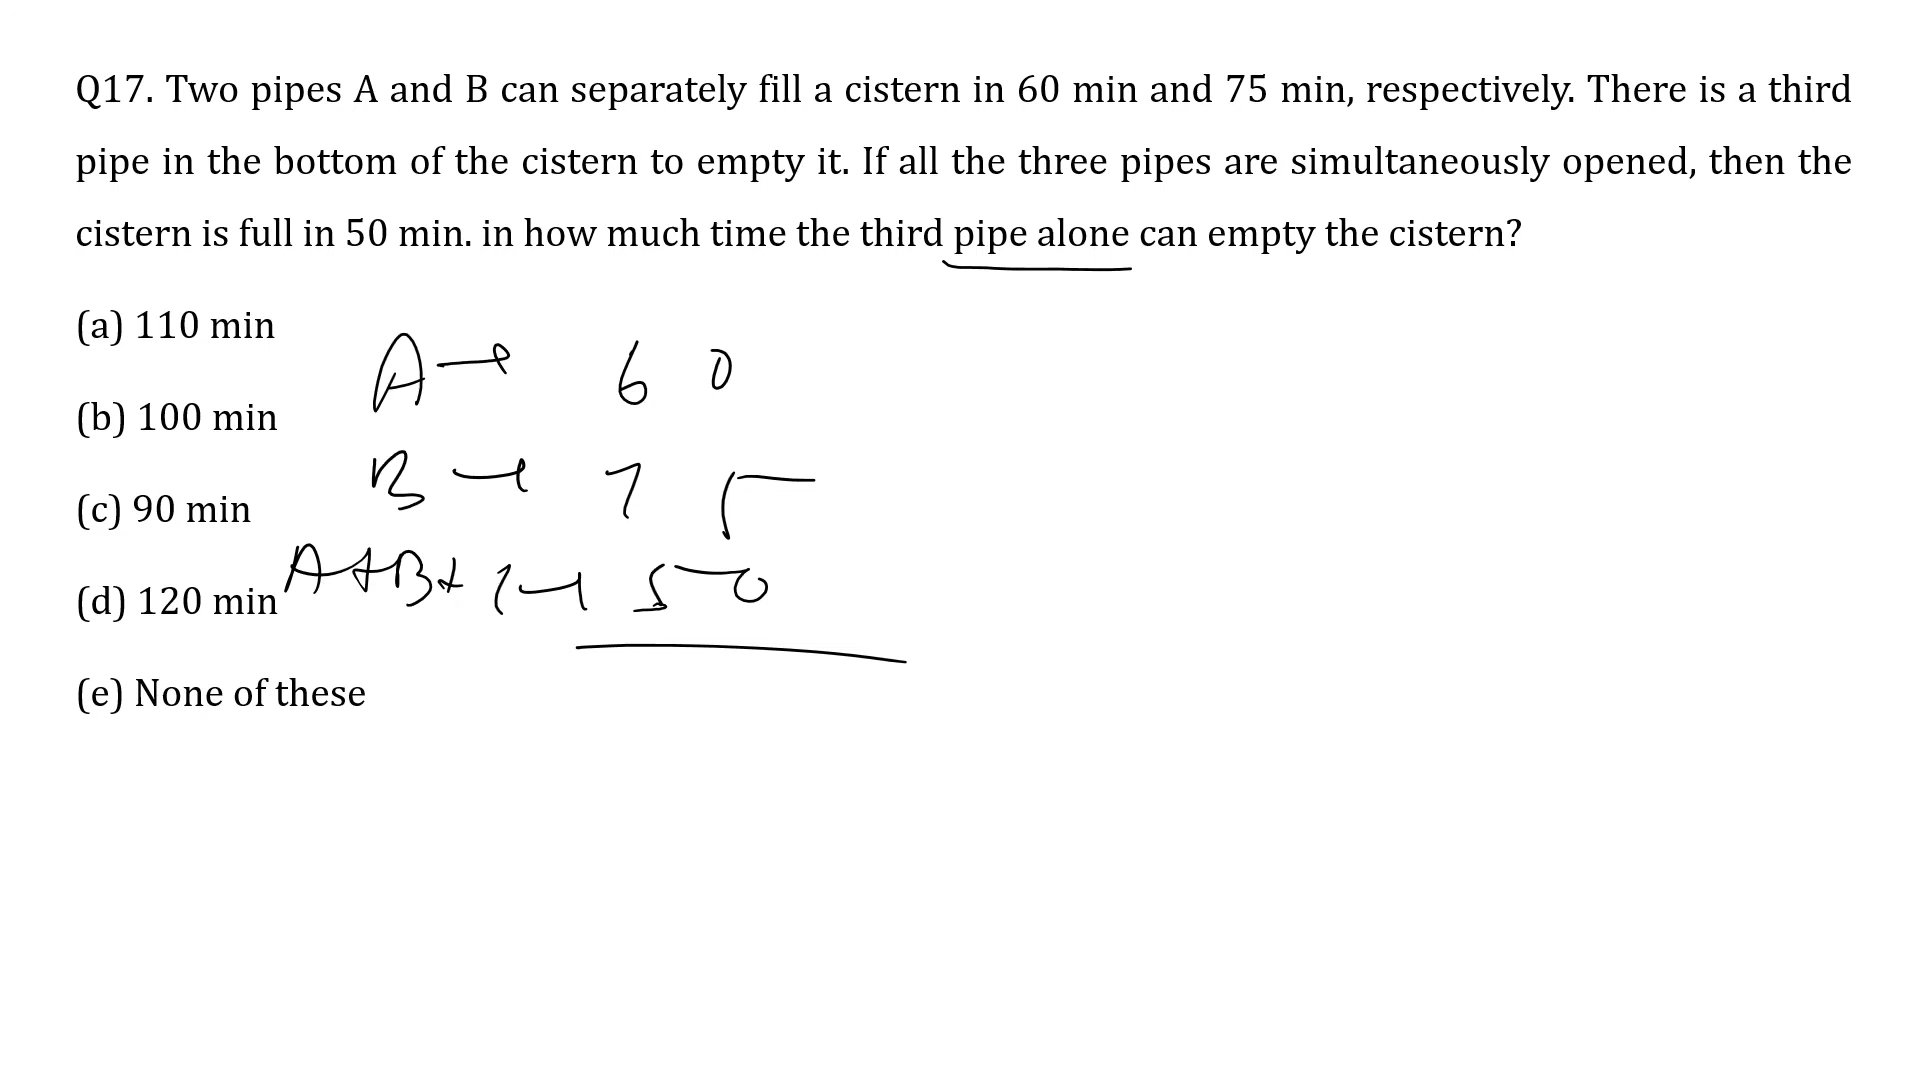 Q17. Two pipes A and B can separately fill a cistern in 60 min and 75 min, respectively. There is a third
pipe in the bottom of the cistern to empty it. If all the three pipes are simultaneously opened, then the
cistern is full in 50 min. in how much time the third pipe alone can empty the cistern?
(a) 110 min
A → 60
(b) 100 min
B → 75
(c) 90 min
(d) 120 min
A+B+ → 50
(e) None of these